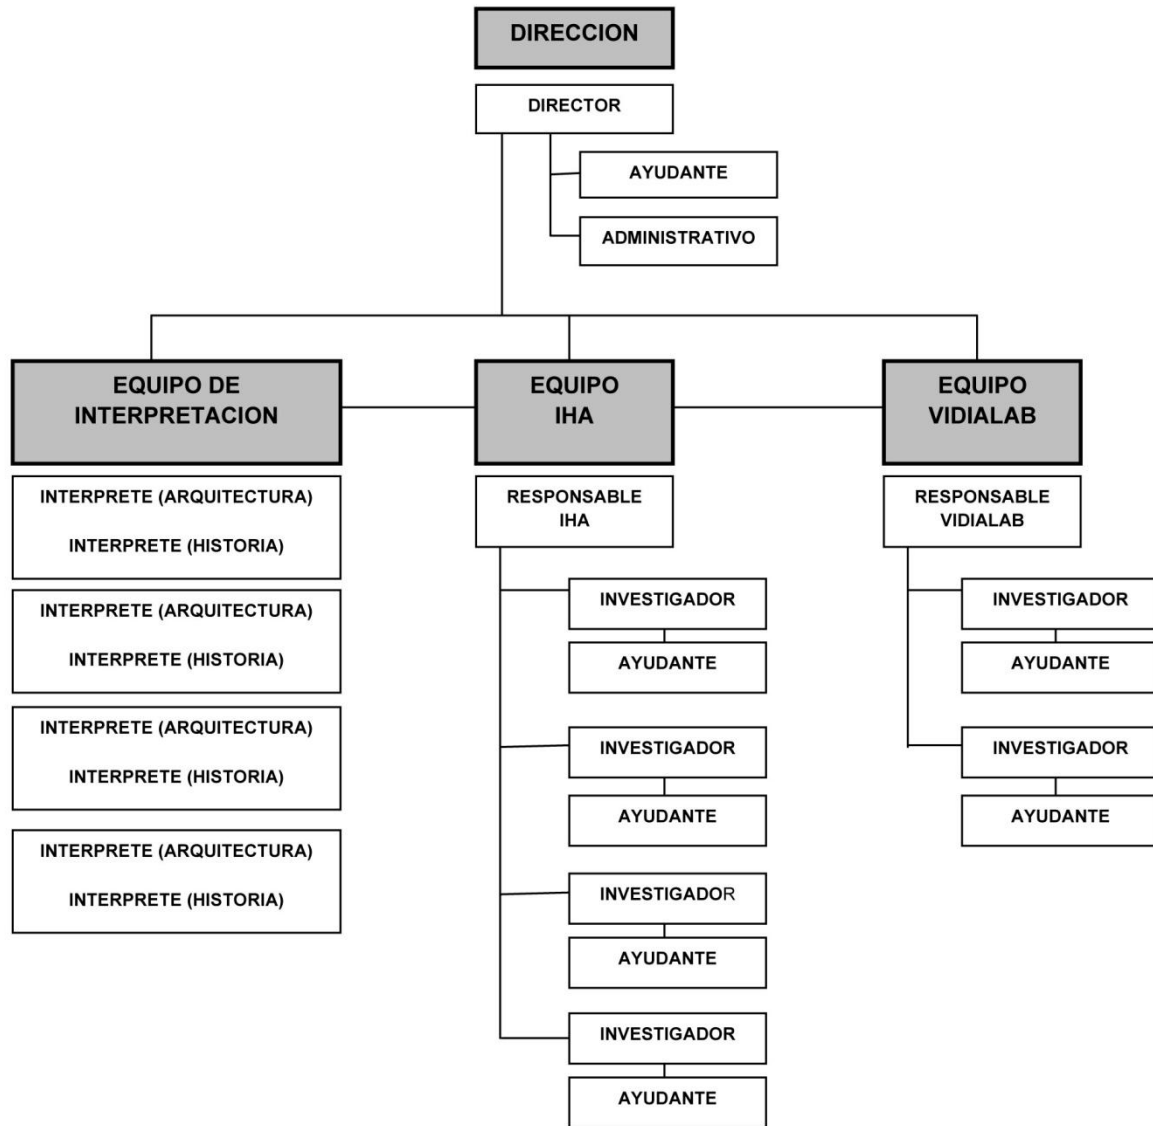 DIRECCION
DIRECTOR
AYUDANTE
ADMINISTRATIVO
EQUIPO DE
INTERPRETACION
INTERPRETE (ARQUITECTURA)
INTERPRETE (HISTORIA)
INTERPRETE (ARQUITECTURA)
INTERPRETE (HISTORIA)
INTERPRETE (ARQUITECTURA)
INTERPRETE (HISTORIA)
INTERPRETE (ARQUITECTURA)
INTERPRETE (HISTORIA)
EQUIPO
IHA
RESPONSABLE
IHA
INVESTIGADOR
AYUDANTE
INVESTIGADOR
AYUDANTE
INVESTIGADOR
AYUDANTE
INVESTIGADOR
AYUDANTE
EQUIPO
VIDIALAB
RESPONSABLE
VIDIALAB
INVESTIGADOR
AYUDANTE
INVESTIGADOR
AYUDANTE